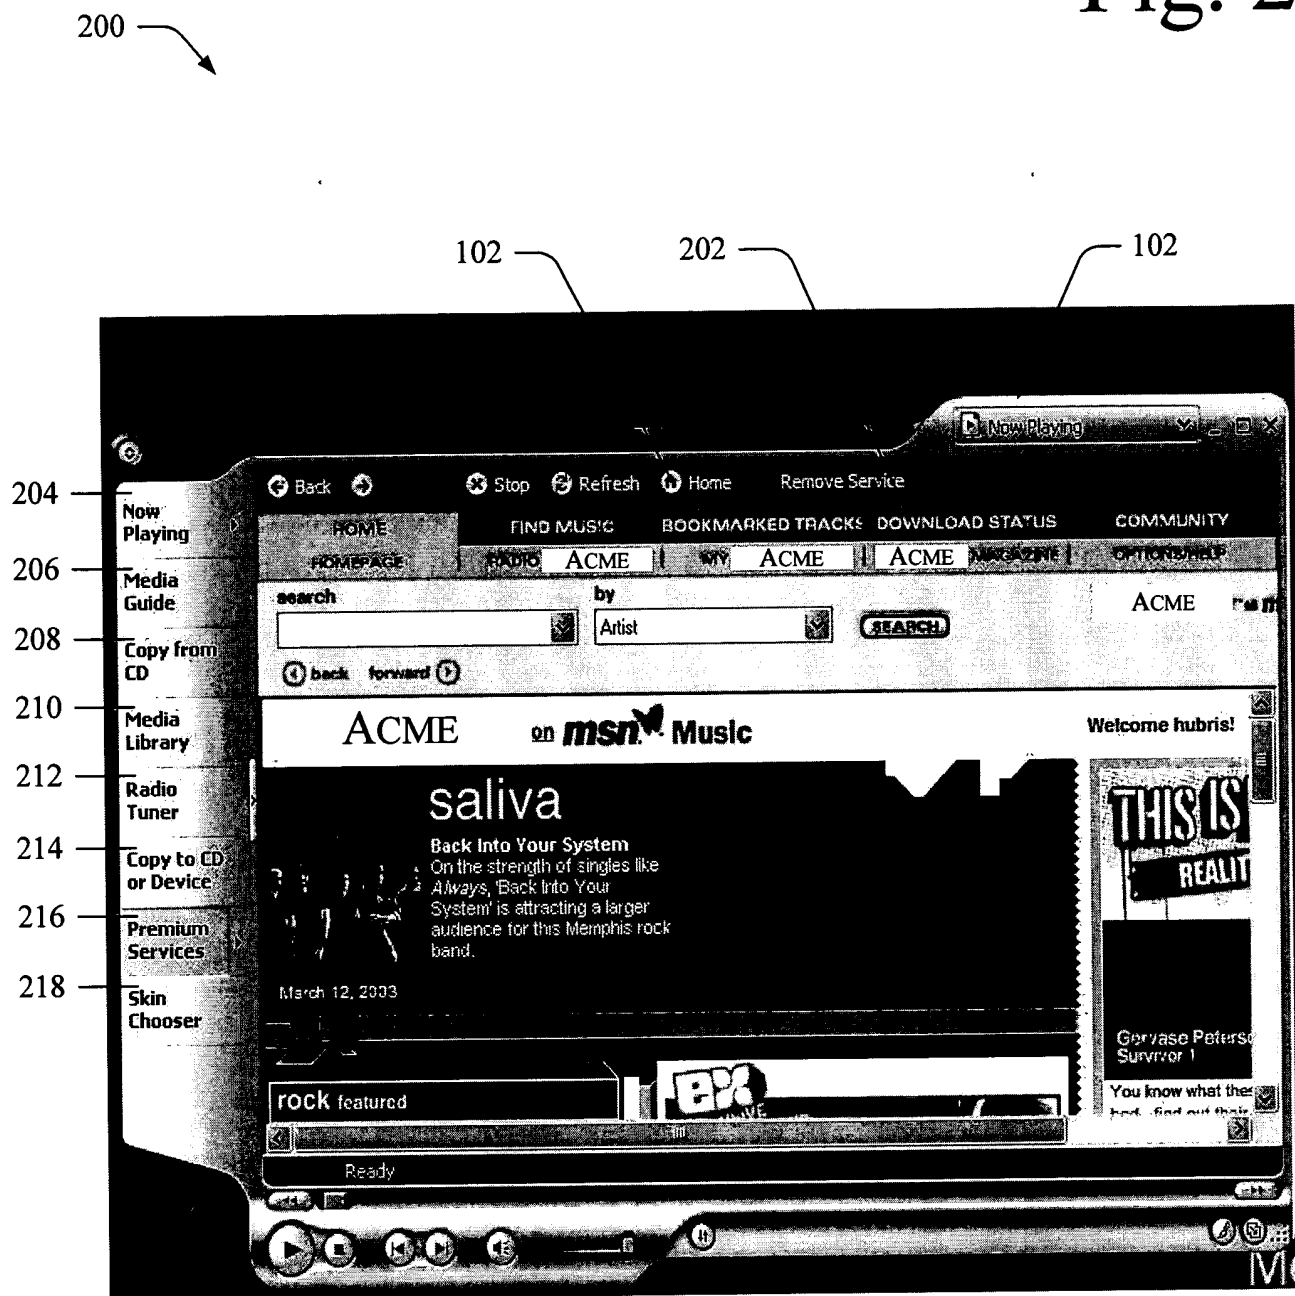 Fig. 2
200
102
202
102
Now Playing
204
206
208
210
212
214
216
218
Now
Playing
Media
Guide
Copy from
CD
Media
Library
Radio
Tuner
Copy to CD
or Device
Premium
Services
Skin
Chooser
Back
Stop
Refresh
Home
Remove Service
HOME
FIND MUSIC
BOOKMARKED TRACKS
DOWNLOAD STATUS
COMMUNITY
HOMEPAGE
RADIO ACME
MY ACME
ACME MAGAZINE
OPTIONS/HELP
search
by
Artist
SEARCH
ACME
back forward
ACME on msn Music
Welcome hubris!
saliva
Back Into Your System
On the strength of singles like
Always, 'Back Into Your
System' is attracting a larger
audience for this Memphis rock
band.
March 12, 2003
THIS IS
REALIT
Gervase Peterso
Survivor 1
You know what thes
rock featured
Ready